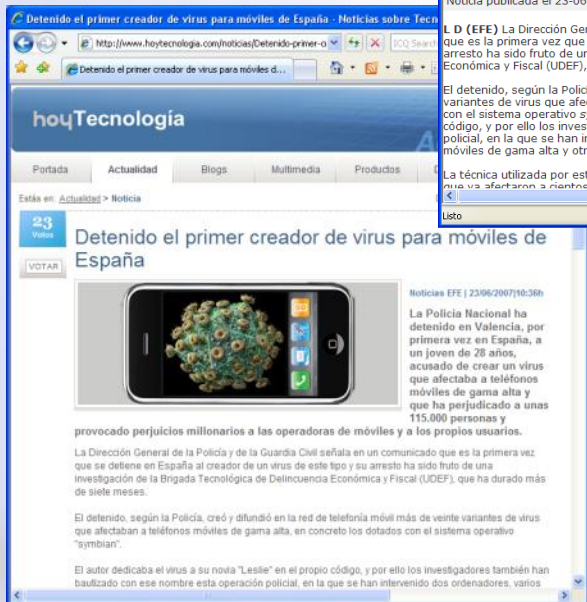 Detenido el primer creador de virus para móviles de España - Noticias sobre Tecn
http://www.hoytecnologia.com/noticias/Detenido-primer-o
ICQ Search
Detenido el primer creador de virus para móviles d...
hoyTecnología
Portada
Actualidad
Blogs
Multimedia
Productos
Estás en: Actualidad > Noticia
23
Votos
VOTAR
Detenido el primer creador de virus para móviles de
España
Noticias EFE | 23/06/2007|10:36h
La Policía Nacional ha
detenido en Valencia, por
primera vez en España, a
un joven de 28 años,
acusado de crear un virus
que afectaba a teléfonos
móviles de gama alta y
que ha perjudicado a unas
115.000 personas y
provocado perjuicios millonarios a las operadoras de móviles y a los propios usuarios.
La Dirección General de la Policía y de la Guardia Civil señala en un comunicado que es la primera vez
que se detiene en España al creador de un virus de este tipo y su arresto ha sido fruto de una
investigación de la Brigada Tecnológica de Delincuencia Económica y Fiscal (UDEF), que ha durado más
de siete meses.
El detenido, según la Policía, creó y difundió en la red de telefonía móvil más de veinte variantes de virus
que afectaban a teléfonos móviles de gama alta, en concreto los dotados con el sistema operativo
"symbian".
El autor dedicaba el virus a su novia "Leslie" en el propio código, y por ello los investigadores también han
bautizado con ese nombre esta operación policial, en la que se han intervenido dos ordenadores, varios
Noticia publicada el 23-06
L D (EFE) La Dirección Gen
que es la primera vez que
arresto ha sido fruto de un
Económica y Fiscal (UDEF),
El detenido, según la Polic
variantes de virus que afe
con el sistema operativo s
código, y por ello los inves
policial, en la que se han in
móviles de gama alta y otr
La técnica utilizada por est
que ya afectaron a cientos
Listo